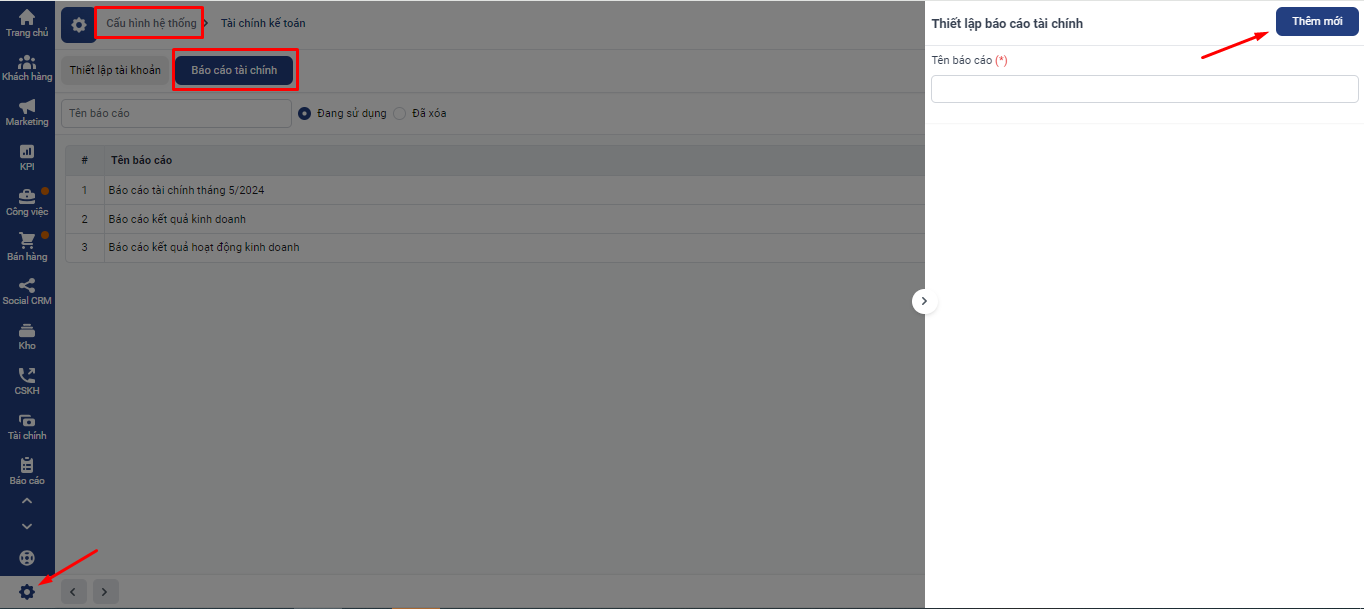 Trang chủ
Khách hàng
Marketing
KPI
Công việc
Bán hàng
Social CRM
Kho
CSKH
Tài chính
Báo cáo
Cấu hình hệ thống
Tài chính kế toán
Thiết lập tài khoản
Báo cáo tài chính
Tên báo cáo
Đang sử dụng
Đã xóa
# Tên báo cáo
1 Báo cáo tài chính tháng 5/2024
2 Báo cáo kết quả kinh doanh
3 Báo cáo kết quả hoạt động kinh doanh
Thiết lập báo cáo tài chính
Thêm mới
Tên báo cáo (*)